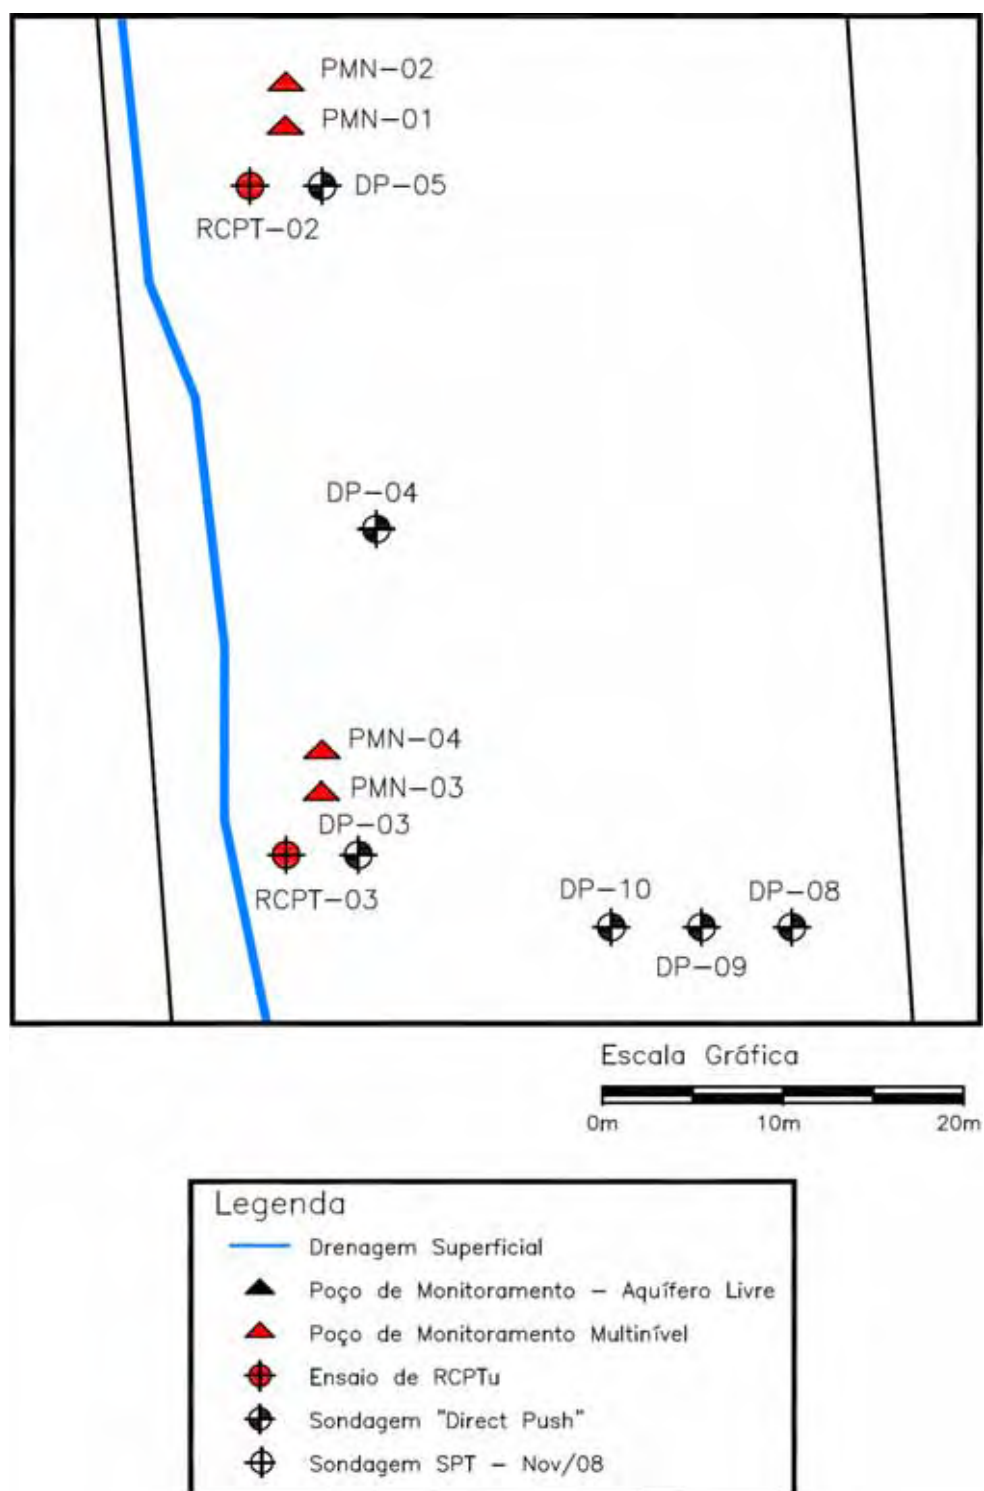 PMN-02
PMN-01
DP-05
RCPT-02
DP-04
PMN-04
PMN-03
DP-03
RCPT-03
DP-10
DP-08
DP-09
Escala Gráfica
0m 10m 20m
Legenda
Drenagem Superficial
Poço de Monitoramento - Aquífero Livre
Poço de Monitoramento Multinível
Ensaio de RCPTu
Sondagem "Direct Push"
Sondagem SPT - Nov/08